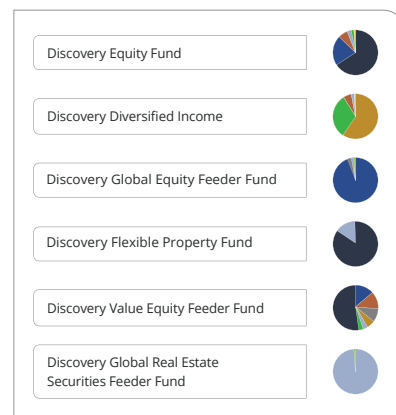 Discovery Equity Fund
Discovery Diversified Income
Discovery Global Equity Feeder Fund
Discovery Flexible Property Fund
Discovery Value Equity Feeder Fund
Discovery Global Real Estate
Securities Feeder Fund